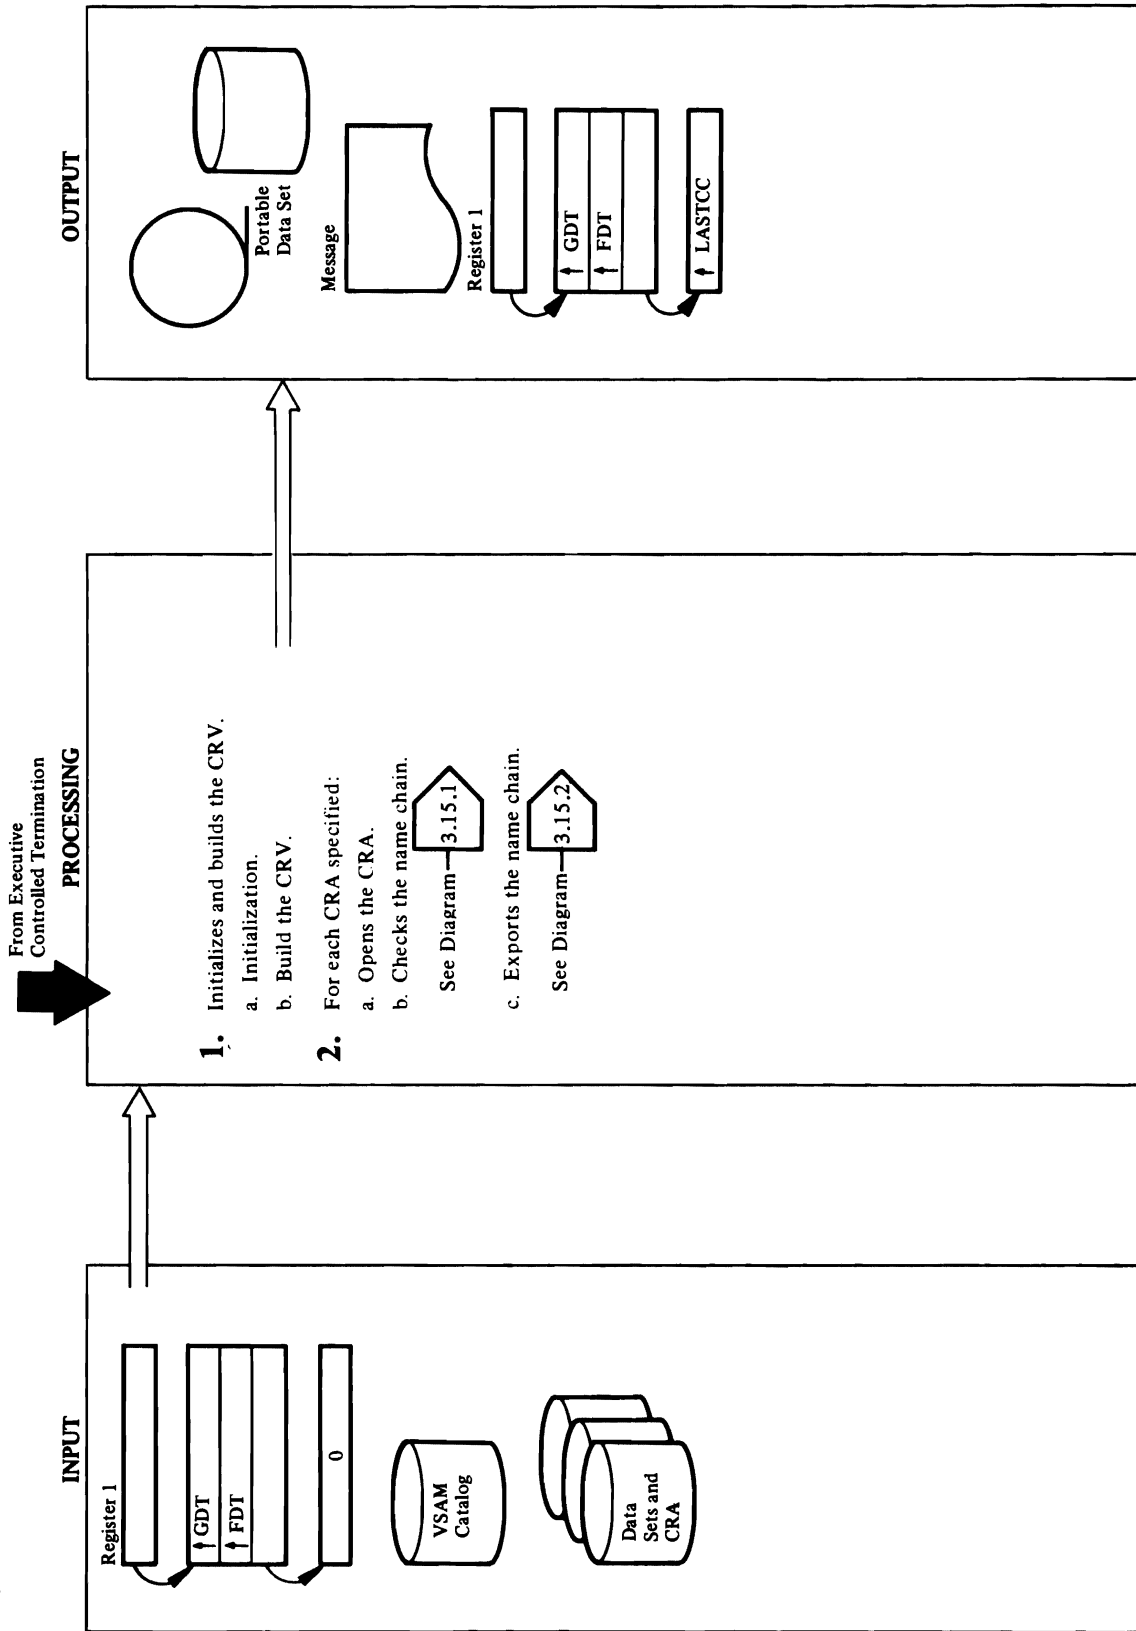 INPUT
Register 1
GDT
FDT
0
VSAM
Catalog
Data
Sets and
CRA
From Executive
Controlled Termination
PROCESSING
1. Initializes and builds the CRV.
a. Initialization.
b. Build the CRV.
2. For each CRA specified:
a. Opens the CRA.
b. Checks the name chain.
See Diagram 3.15.1
c. Exports the name chain.
See Diagram 3.15.2
OUTPUT
Portable
Data Set
Message
Register 1
GDT
FDT
LASTCC